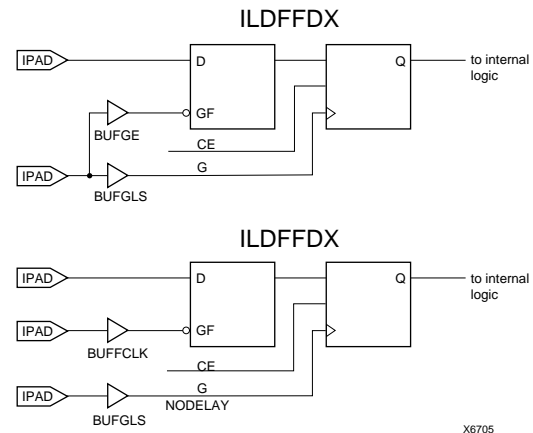 ILDFFDX
IPAD
D
Q
to internal
logic
GF
BUFGE
CE
IPAD
G
BUFGLS
ILDFFDX
IPAD
D
Q
to internal
logic
IPAD
GF
BUFFCLK
CE
IPAD
G
NODELAY
BUFGLS
X6705